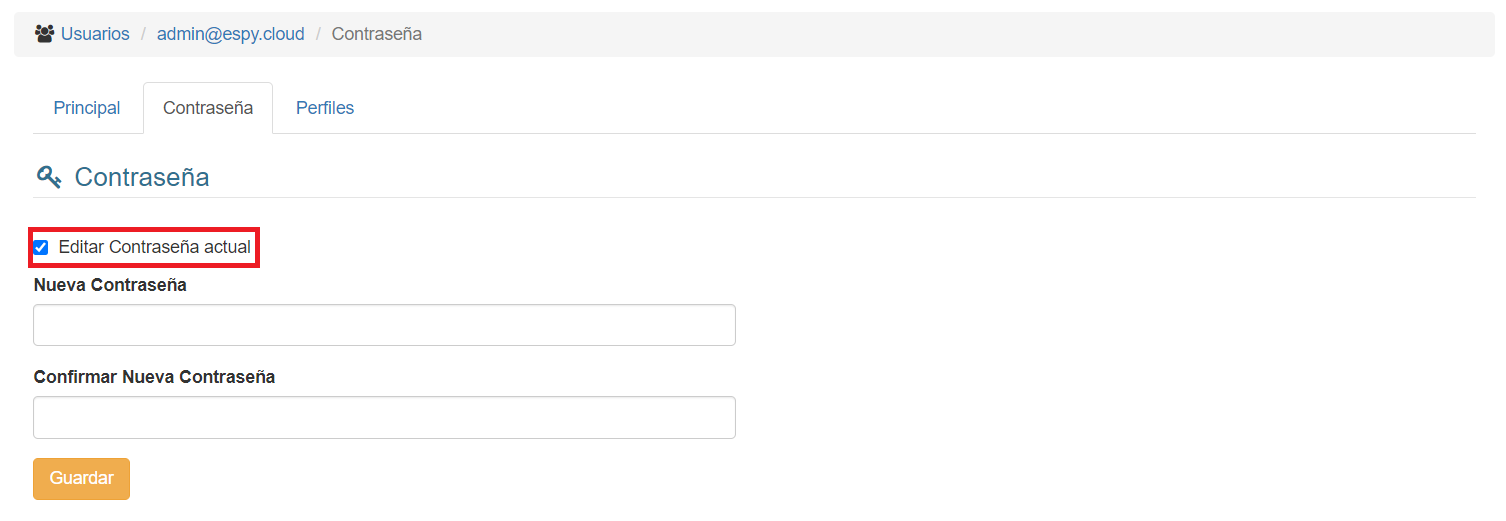 Usuarios / admin@espy.cloud / Contraseña
Principal Contraseña Perfiles
Contraseña
Editar Contraseña actual
Nueva Contraseña
Confirmar Nueva Contraseña
Guardar